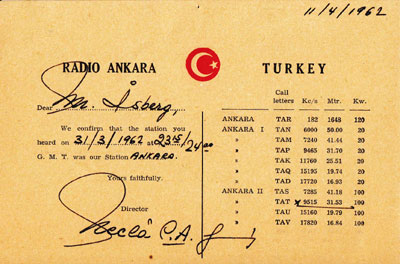 11/4/1962
RADIO ANKARA TURKEY
Dear Mr. Isberg,
We confirm that the station you
heard on 31/3/1962 at 2345/2400
G. M. T. was our Station ANKARA.
Yours faithfully.
Director
Call letters Kc/s Mtr. Kw.
ANKARA TAR 182 1648 120
ANKARA I TAN 6000 50.00 20
» TAM 7240 41.44 20
» TAP 9465 31.70 20
» TAK 11760 25.51 20
» TAQ 15195 19.74 20
» TAD 17720 16.93 20
ANKARA II TAS 7285 41.18 100
» TAT x 9515 31.53 100
» TAU 15160 19.79 100
» TAV 17820 16.84 100